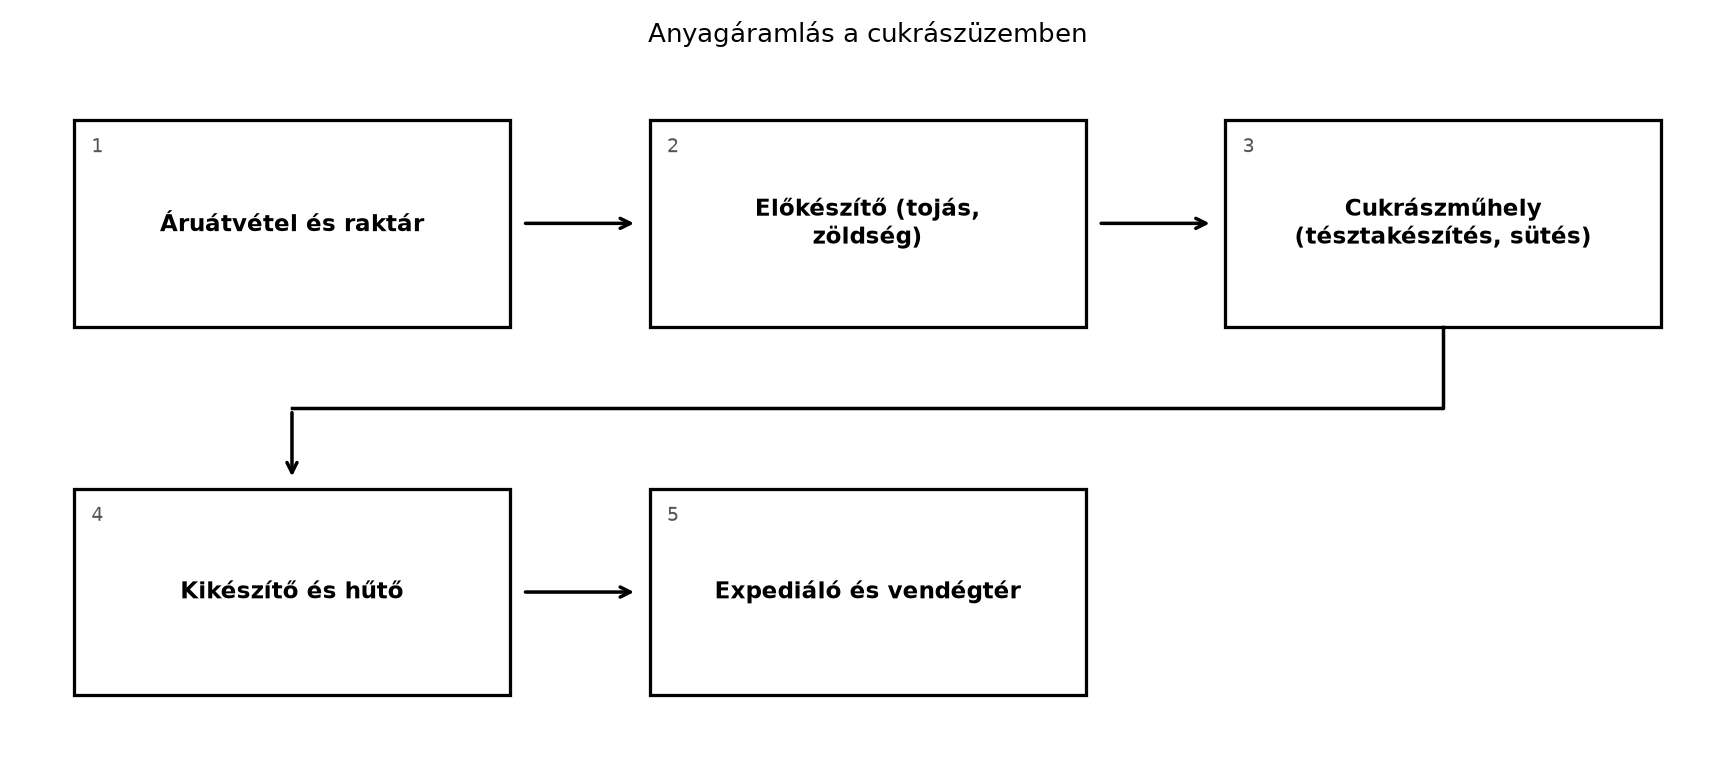 Anyagáramlás a cukrászüzemben
1
Áruátvétel és raktár
2
Előkészítő (tojás,
zöldség)
3
Cukrászműhely
(tésztakészítés, sütés)
4
Kikészítő és hűtő
5
Expediáló és vendégtér